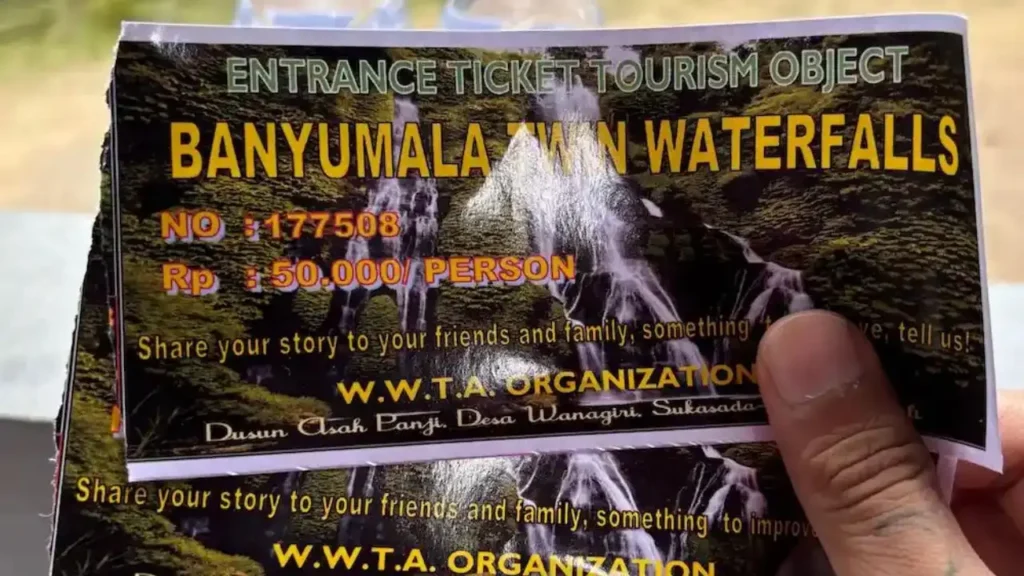 ENTRANCE TICKET TOURISM OBJECT
BANYUMALA TWIN WATERFALLS
NO : 177508
Rp : 50.000/ PERSON
Share your story to your friends and family, something tell us!
W.W.T.A. ORGANIZATION
Dusun Asah Panji, Desa Wanagiri, Sukasada
Share your story to your friends and family, something to
W.W.T.A. ORGANIZATION